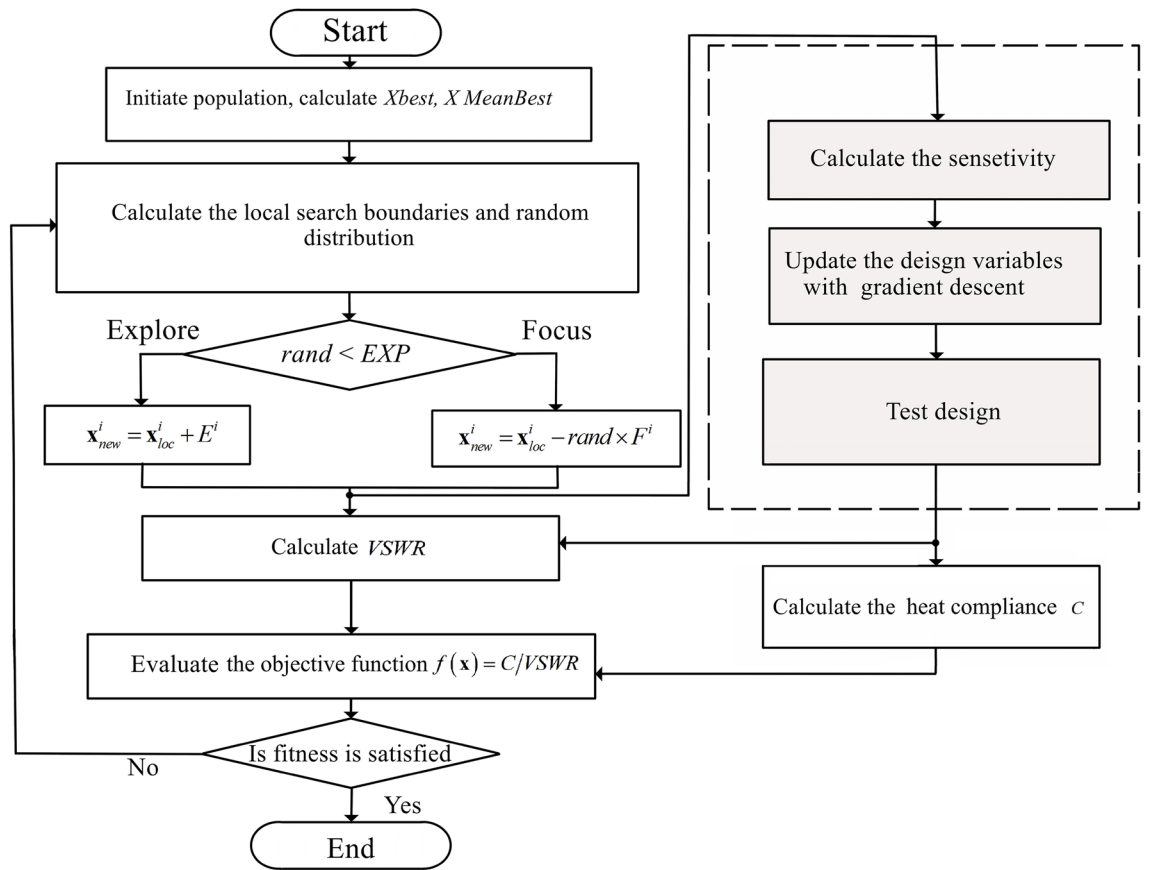 Start
Initiate population, calculate Xbest, X MeanBest
Calculate the local search boundaries and random
distribution
Explore
Focus
rand < EXP
x^i_new = x^i_loc + E^i
x^i_new = x^i_loc − rand × F^i
Calculate VSWR
Evaluate the objective function f (x) = C/VSWR
Is fitness is satisfied
No
Yes
End
Calculate the sensetivity
Update the deisgn variables
with gradient descent
Test design
Calculate the heat compliance C